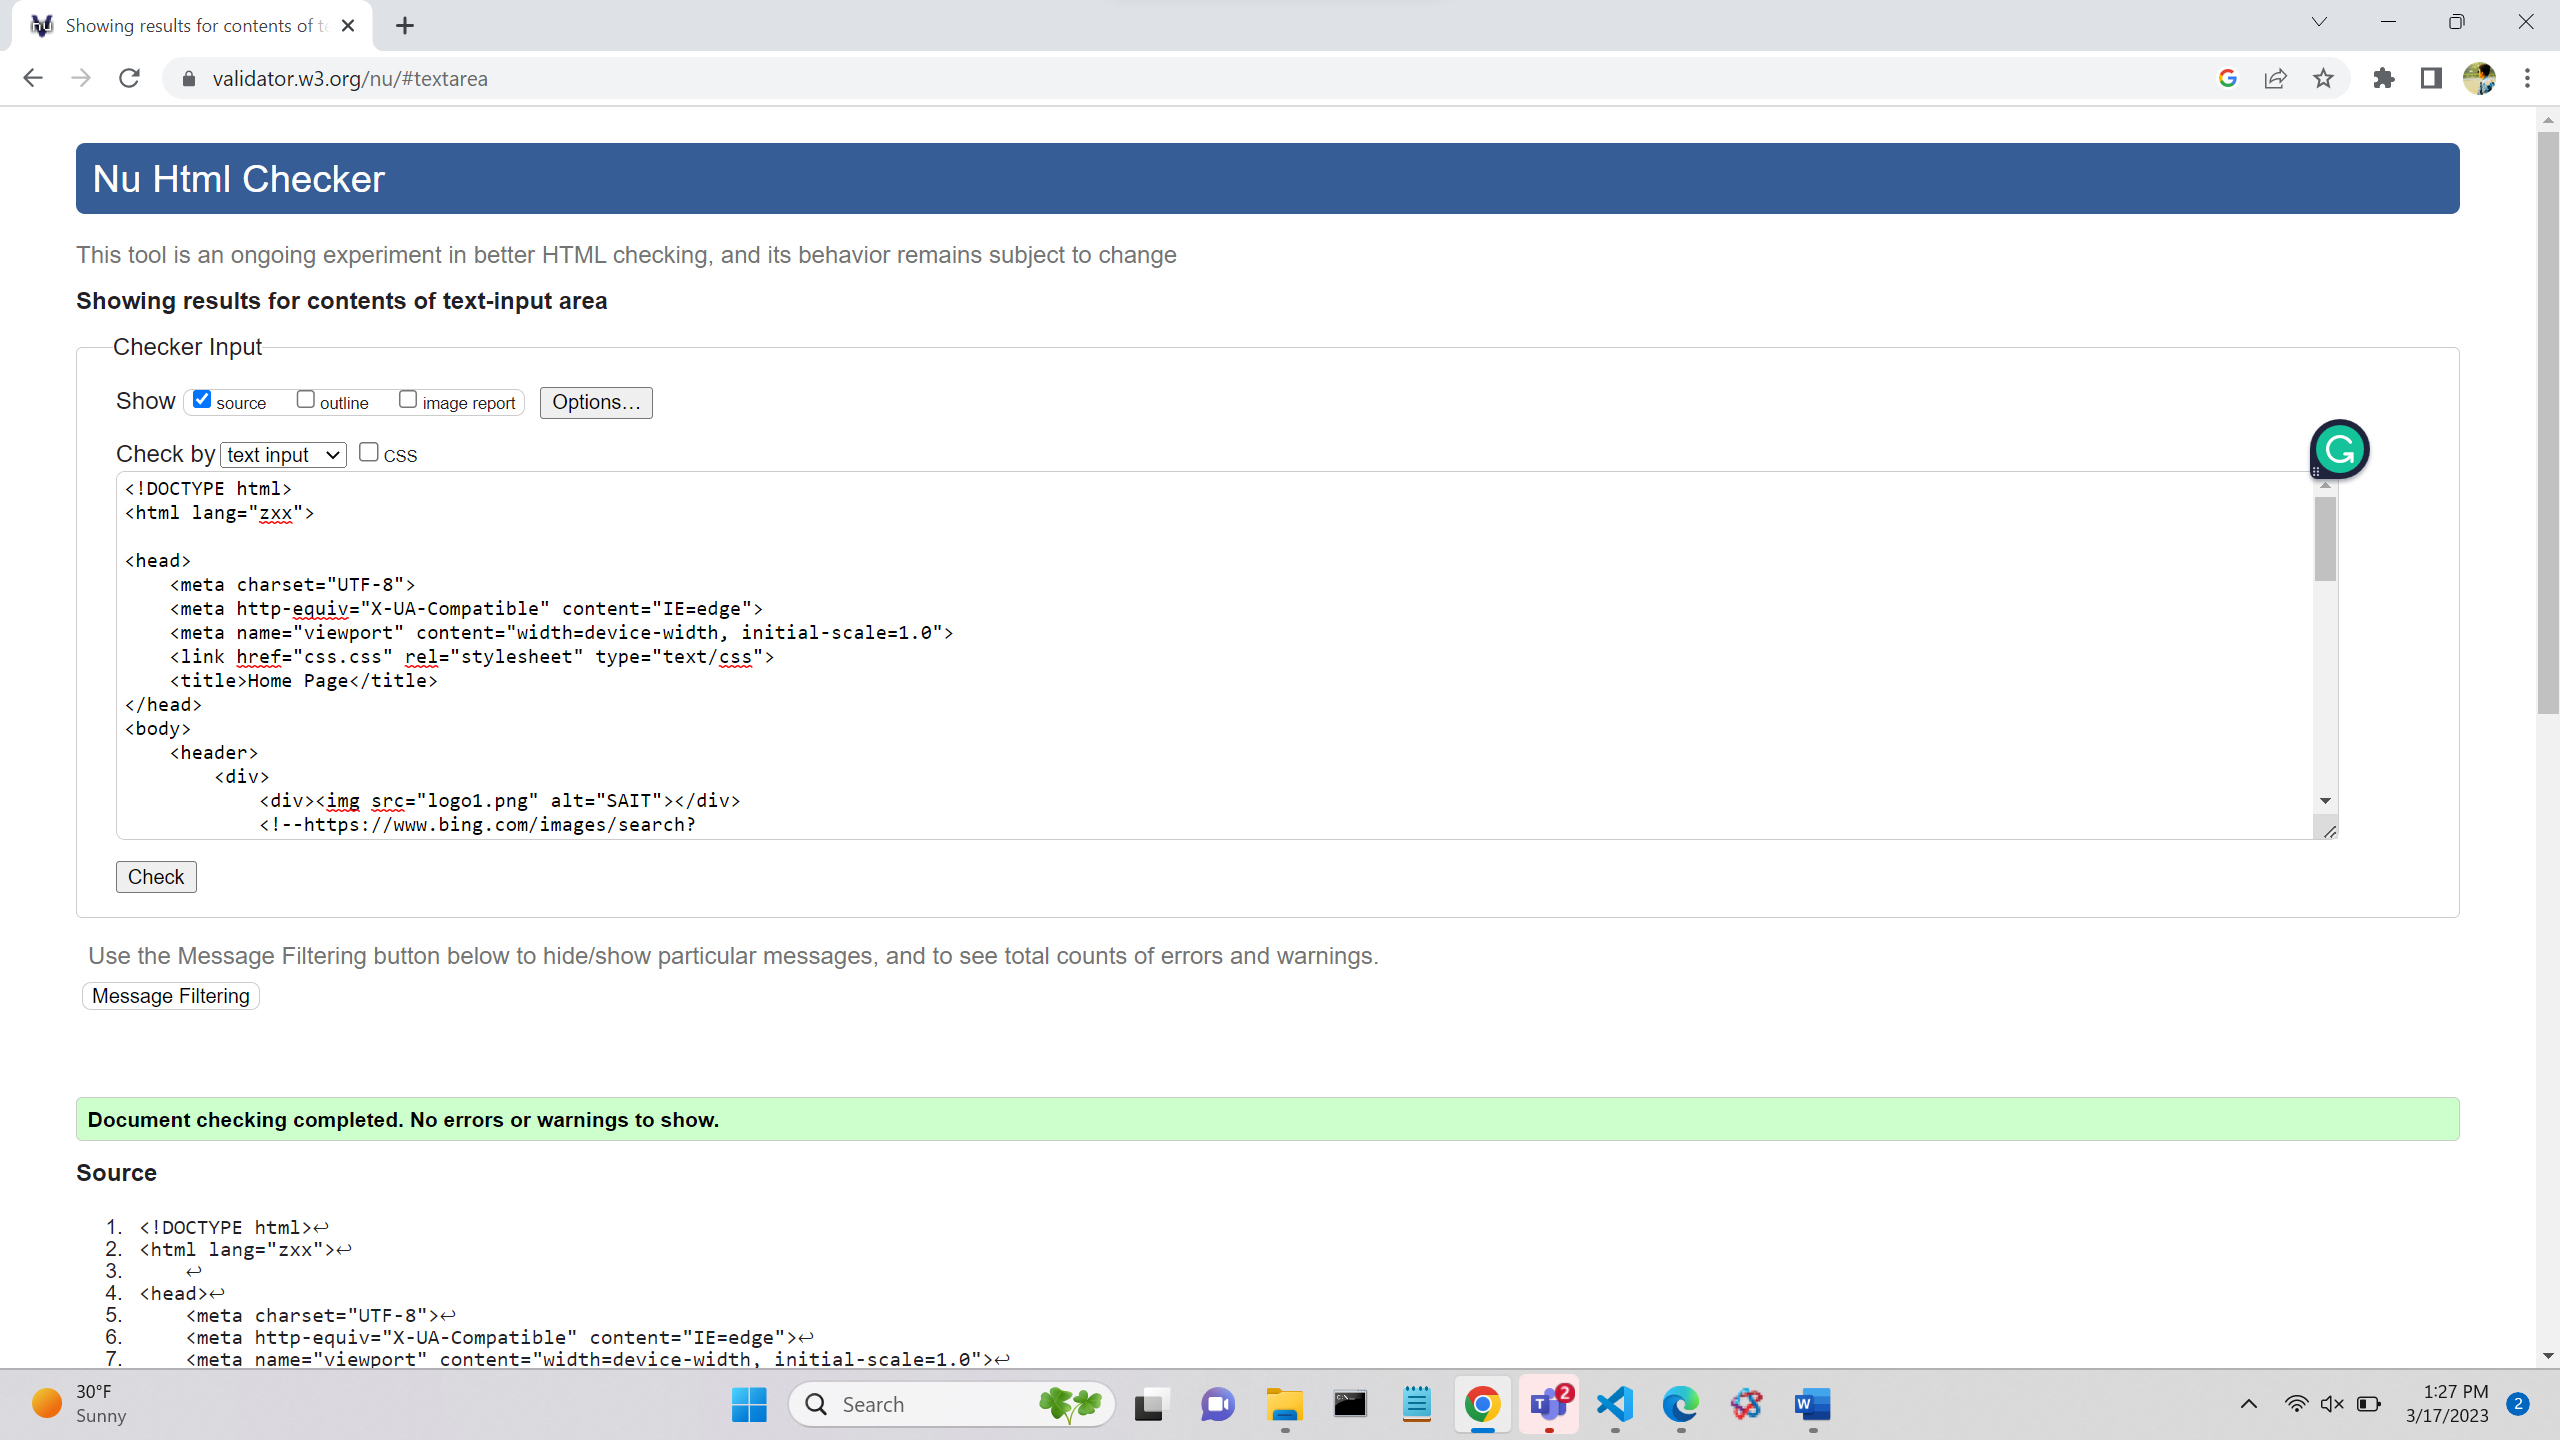 Showing results for contents of te
validator.w3.org/nu/#textarea
Nu Html Checker
This tool is an ongoing experiment in better HTML checking, and its behavior remains subject to change
Showing results for contents of text-input area
Checker Input
Show source outline image report Options...
Check by text input CSS
<!DOCTYPE html>
<html lang="zxx">
<head>
<meta charset="UTF-8">
<meta http-equiv="X-UA-Compatible" content="IE=edge">
<meta name="viewport" content="width=device-width, initial-scale=1.0">
<link href="css.css" rel="stylesheet" type="text/css">
<title>Home Page</title>
</head>
<body>
<header>
<div>
<div><img src="logo1.png" alt="SAIT"></div>
<!--https://www.bing.com/images/search?
Check
Use the Message Filtering button below to hide/show particular messages, and to see total counts of errors and warnings.
Message Filtering
Document checking completed. No errors or warnings to show.
Source
1. <!DOCTYPE html>↩
2. <html lang="zxx">↩
3. ↩
4. <head>↩
5. <meta charset="UTF-8">↩
6. <meta http-equiv="X-UA-Compatible" content="IE=edge">↩
7. <meta name="viewport" content="width=device-width, initial-scale=1.0">↩
30°F
Sunny
Search
2
1:27 PM
3/17/2023
2